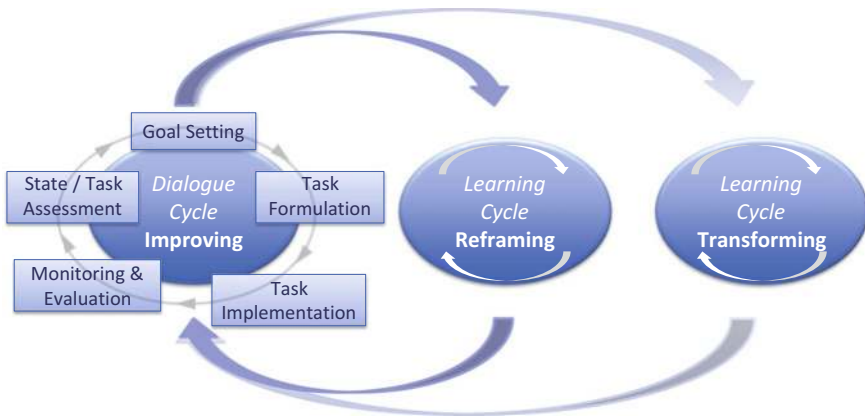 Goal Setting
State / Task
Assessment
Dialogue
Cycle
Improving
Task
Formulation
Monitoring &
Evaluation
Task
Implementation
Learning
Cycle
Reframing
Learning
Cycle
Transforming